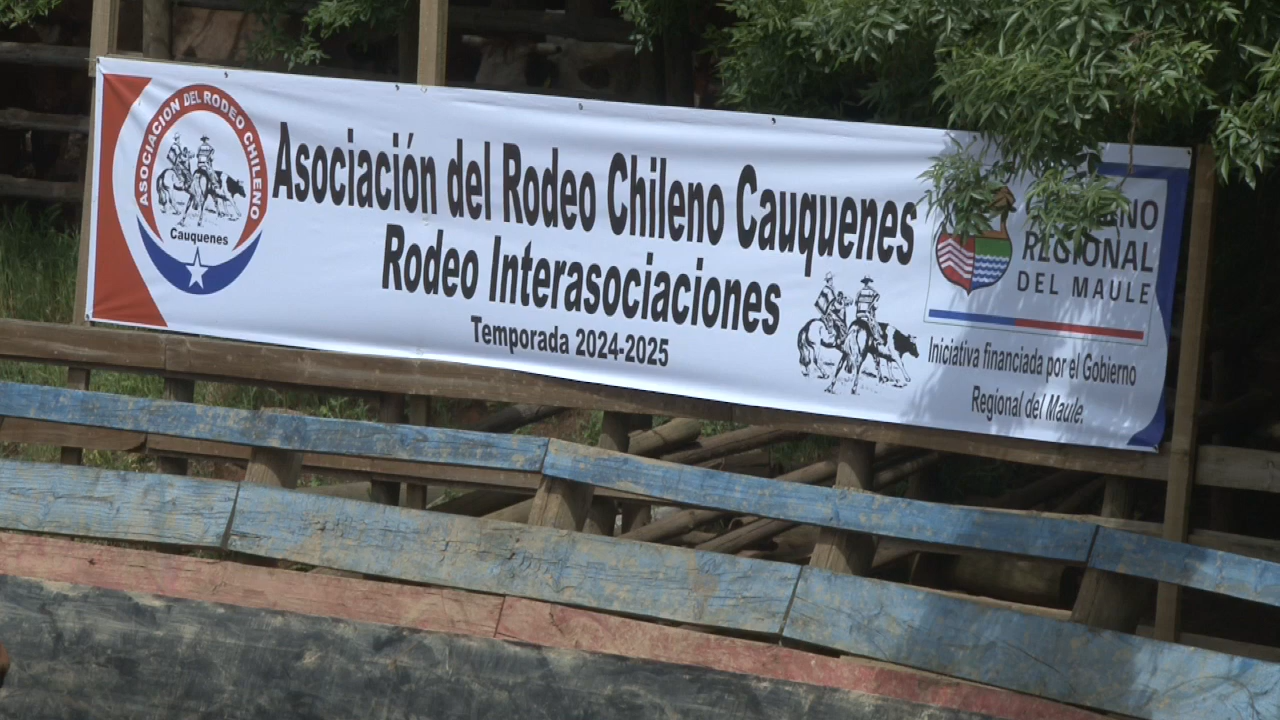 ASOCIACION DEL RODEO CHILENO
Cauquenes
Asociación del Rodeo Chileno Cauquenes
Rodeo Interasociaciones
Temporada 2024-2025
REGIONAL
DEL MAULE
Iniciativa financiada por el Gobierno
Regional del Maule.